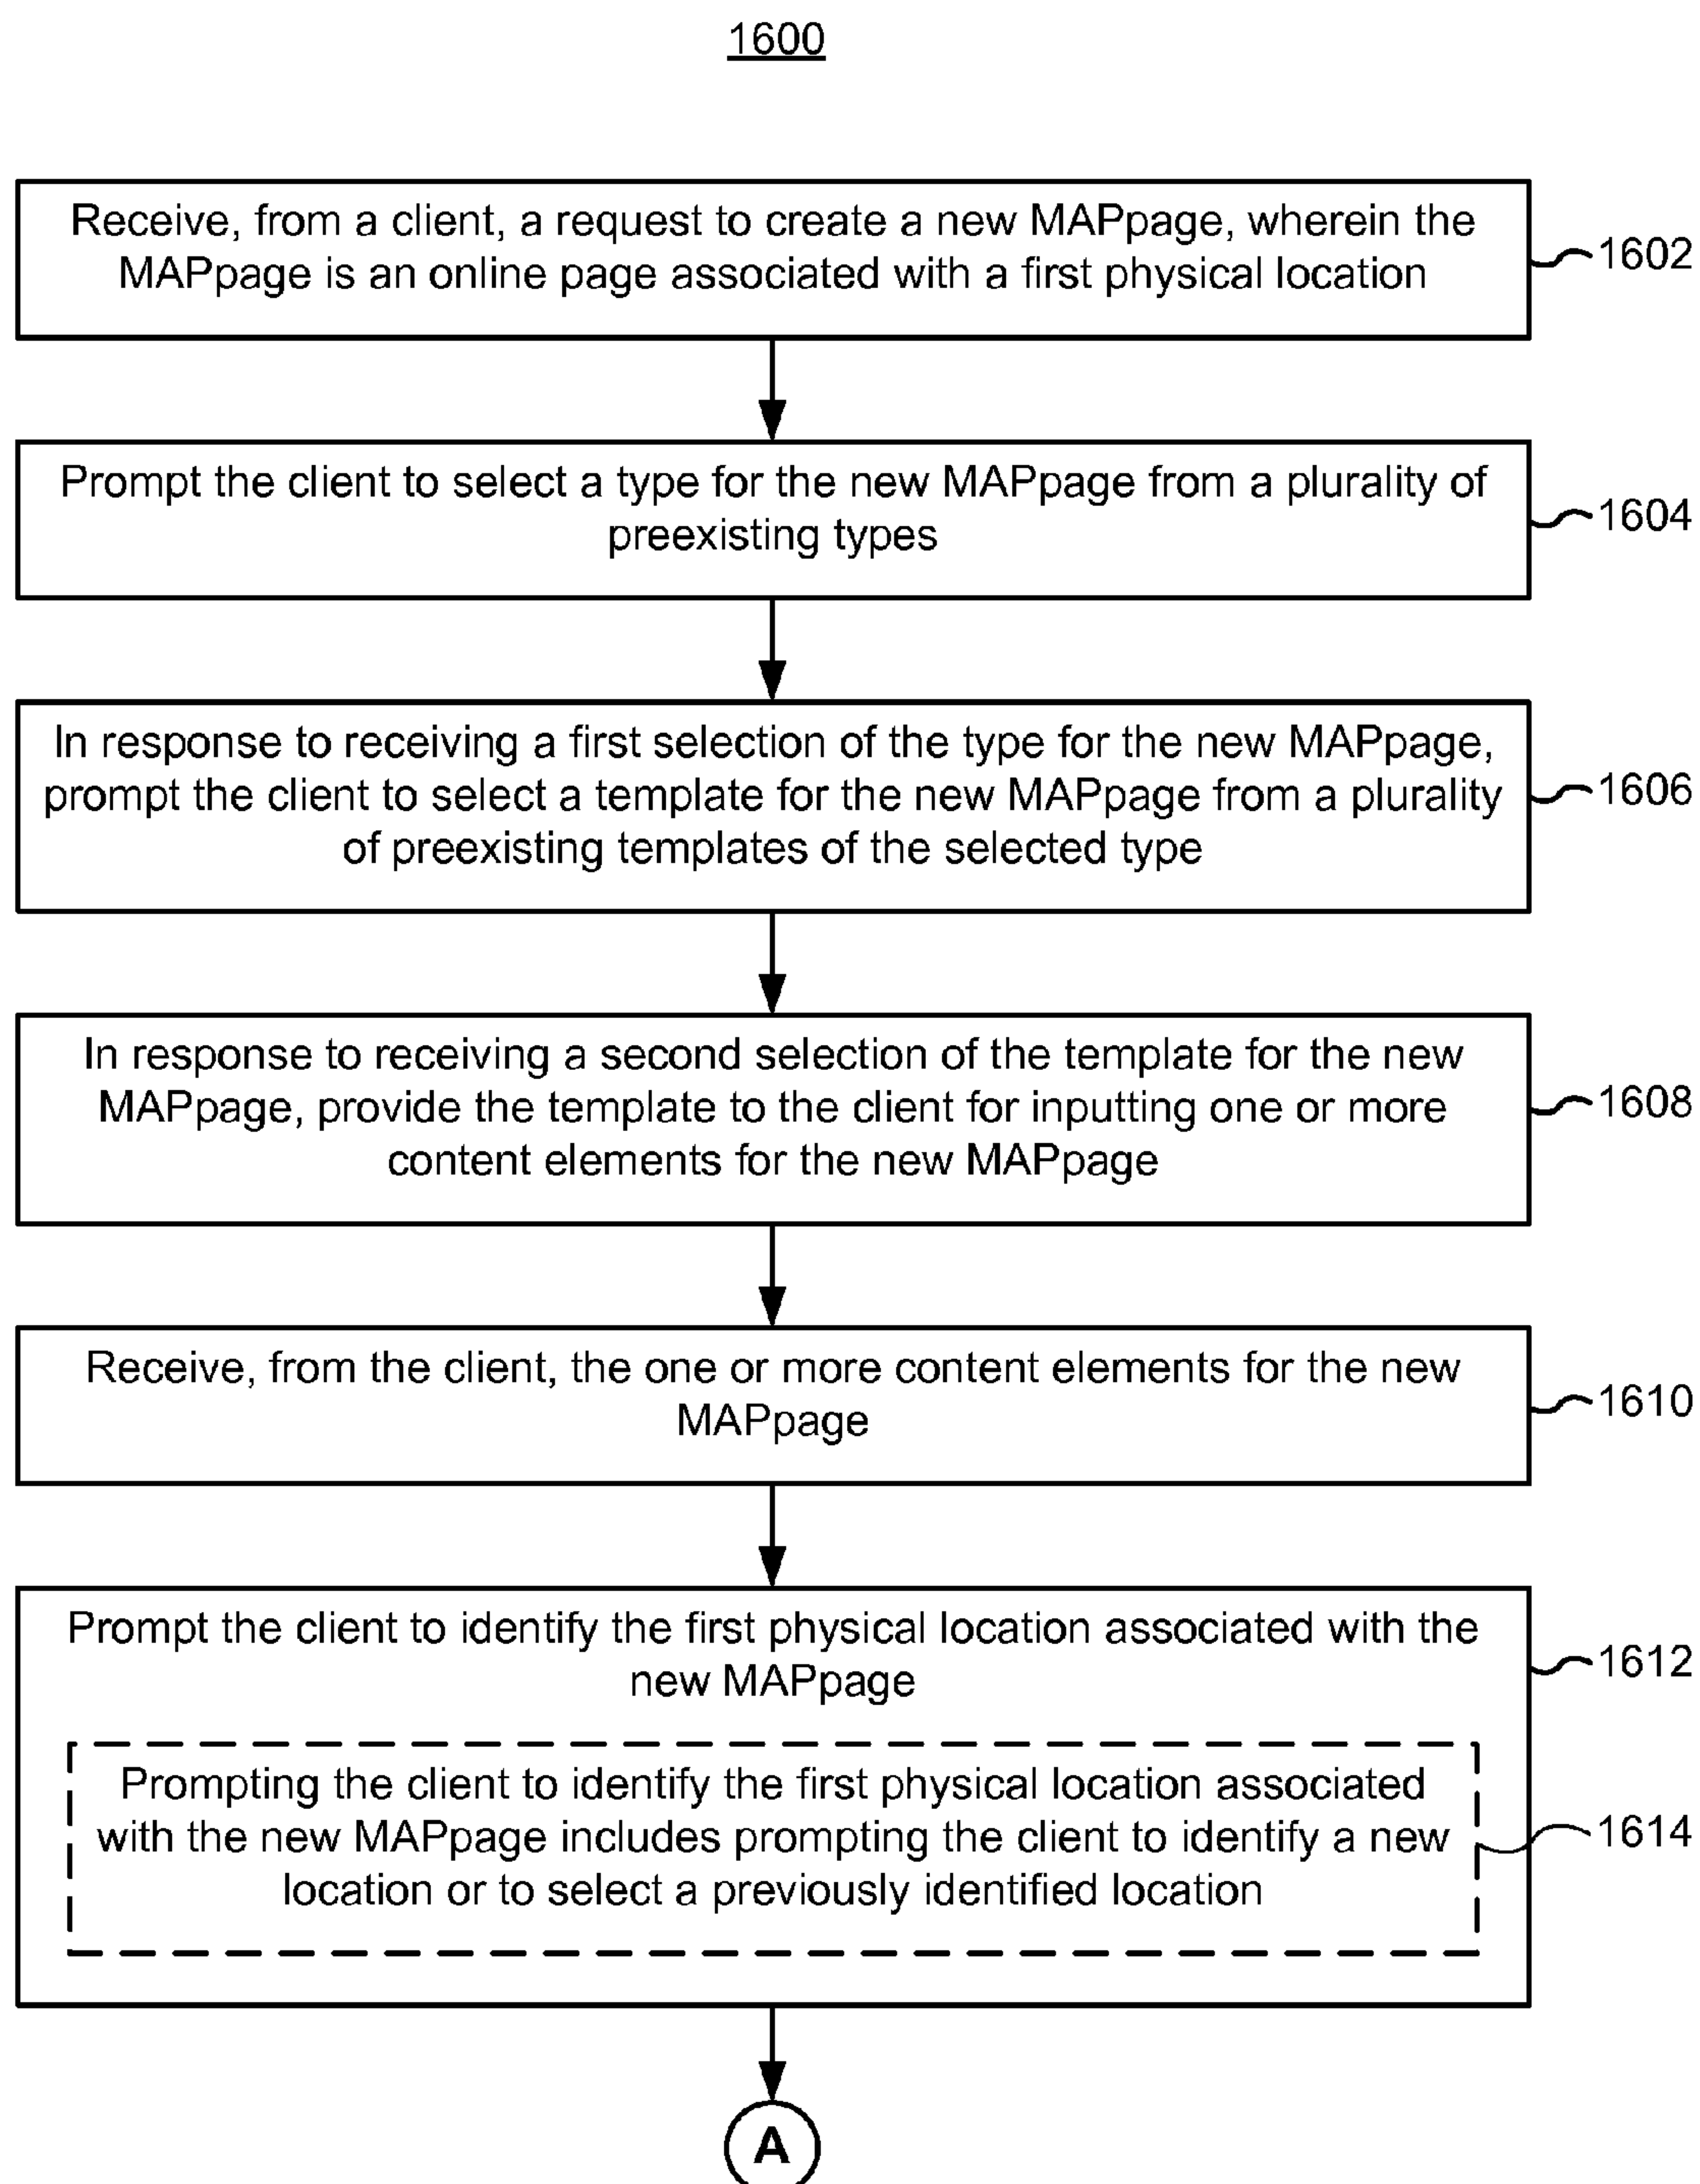 1600
Receive, from a client, a request to create a new MAPpage, wherein the
MAPpage is an online page associated with a first physical location
1602
Prompt the client to select a type for the new MAPpage from a plurality of
preexisting types
1604
In response to receiving a first selection of the type for the new MAPpage,
prompt the client to select a template for the new MAPpage from a plurality
of preexisting templates of the selected type
1606
In response to receiving a second selection of the template for the new
MAPpage, provide the template to the client for inputting one or more
content elements for the new MAPpage
1608
Receive, from the client, the one or more content elements for the new
MAPpage
1610
Prompt the client to identify the first physical location associated with the
new MAPpage
1612
Prompting the client to identify the first physical location associated
with the new MAPpage includes prompting the client to identify a new
location or to select a previously identified location
1614
A